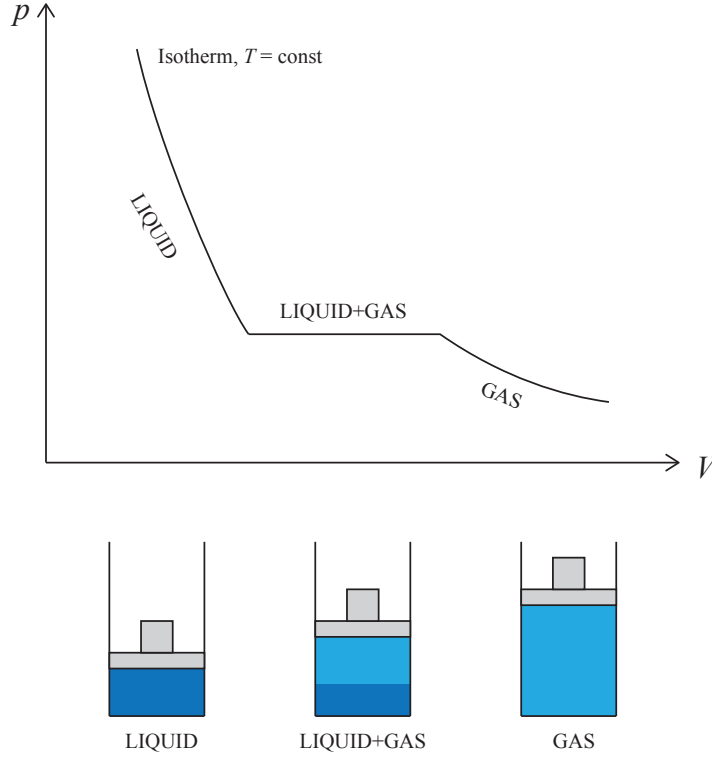 p
Isotherm, T = const
LIQUID
LIQUID+GAS
GAS
V
LIQUID
LIQUID+GAS
GAS